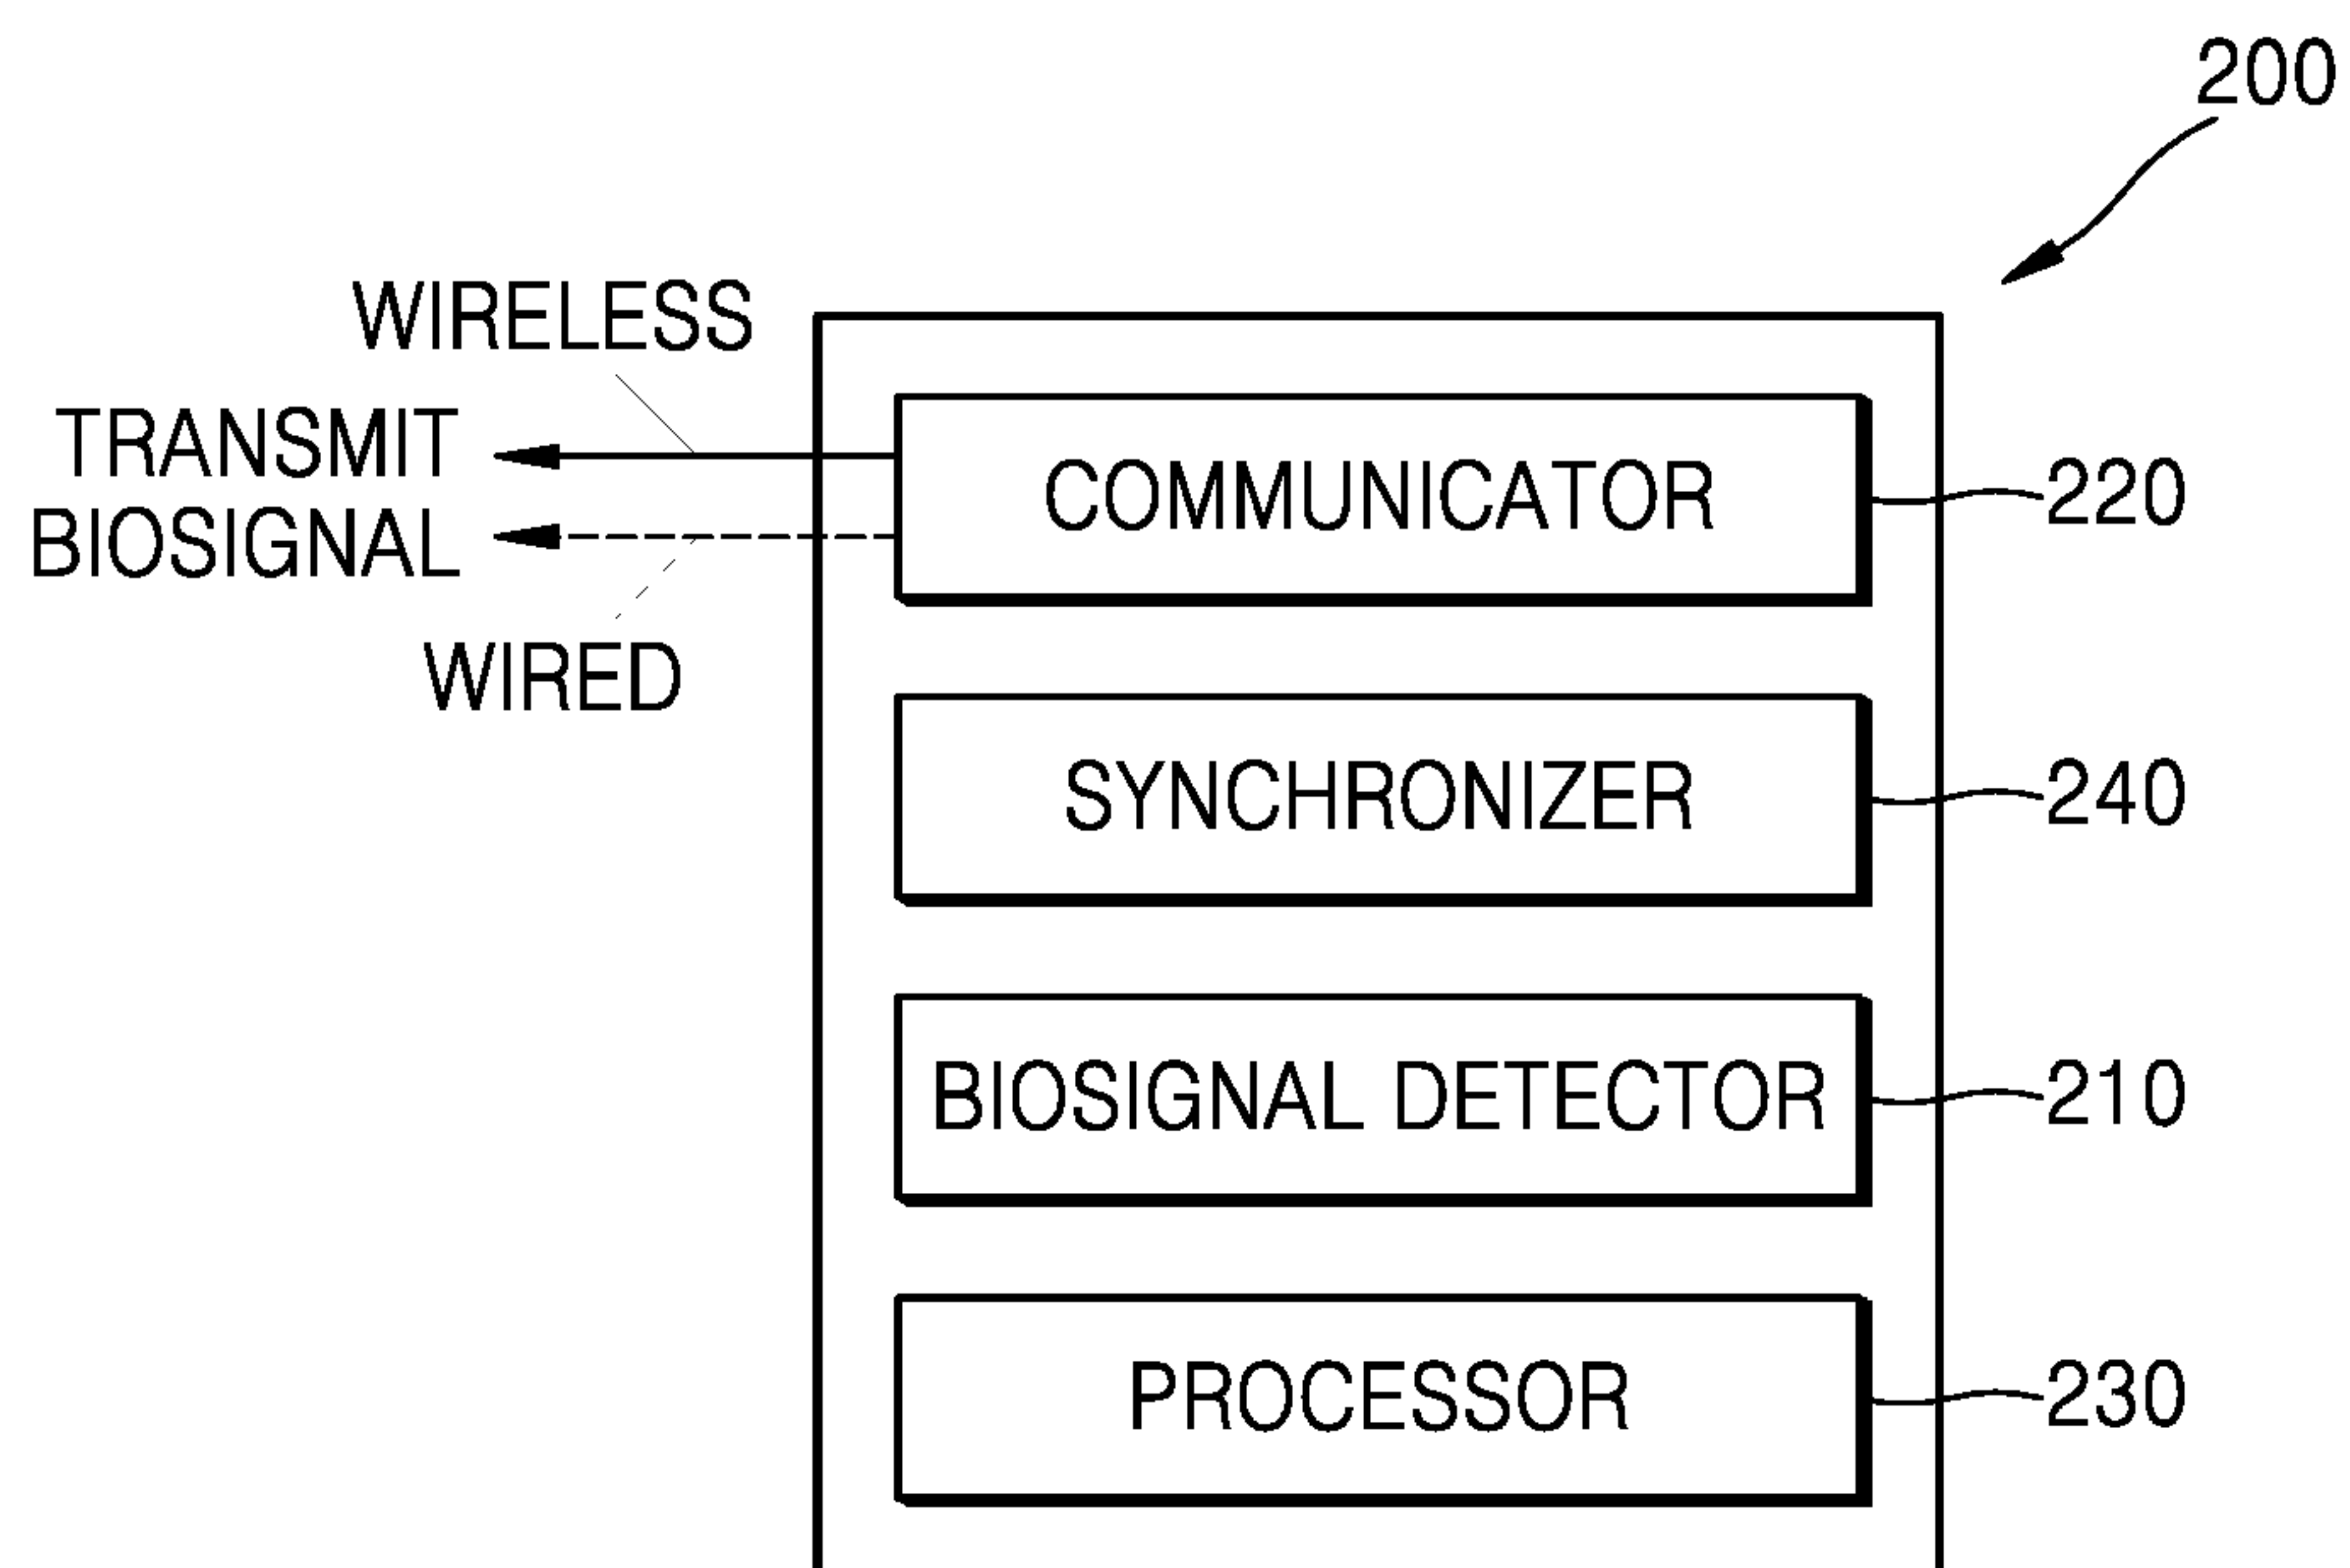 200
WIRELESS
TRANSMIT
BIOSIGNAL
WIRED
COMMUNICATOR
220
SYNCHRONIZER
240
BIOSIGNAL DETECTOR
210
PROCESSOR
230